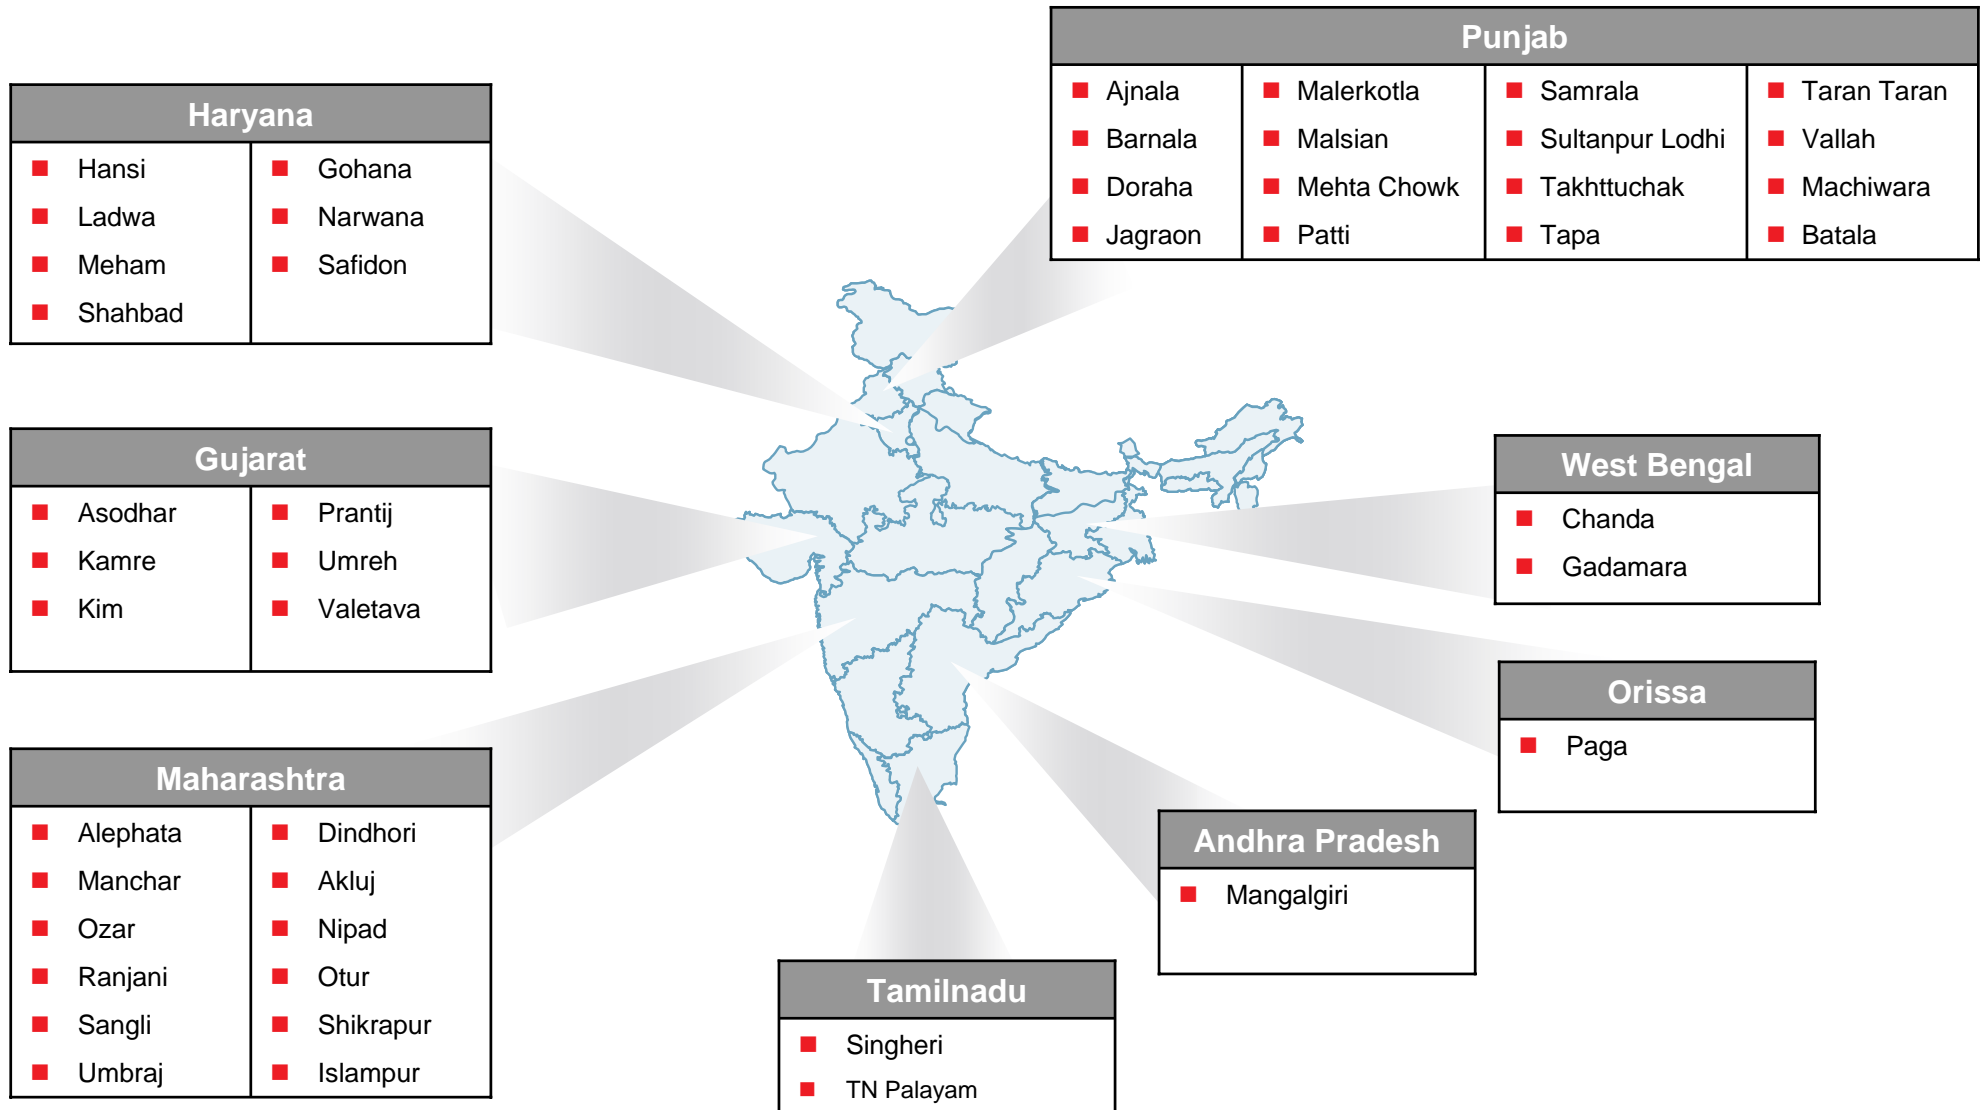 Punjab
Ajnala
Barnala
Doraha
Jagraon
Malerkotla
Malsian
Mehta Chowk
Patti
Samrala
Sultanpur Lodhi
Takhttuchak
Tapa
Taran Taran
Vallah
Machiwara
Batala
Haryana
Hansi
Ladwa
Meham
Shahbad
Gohana
Narwana
Safidon
Gujarat
Asodhar
Kamre
Kim
Prantij
Umreh
Valetava
West Bengal
Chanda
Gadamara
Orissa
Paga
Maharashtra
Alephata
Manchar
Ozar
Ranjani
Sangli
Umbraj
Dindhori
Akluj
Nipad
Otur
Shikrapur
Islampur
Andhra Pradesh
Mangalgiri
Tamilnadu
Singheri
TN Palayam